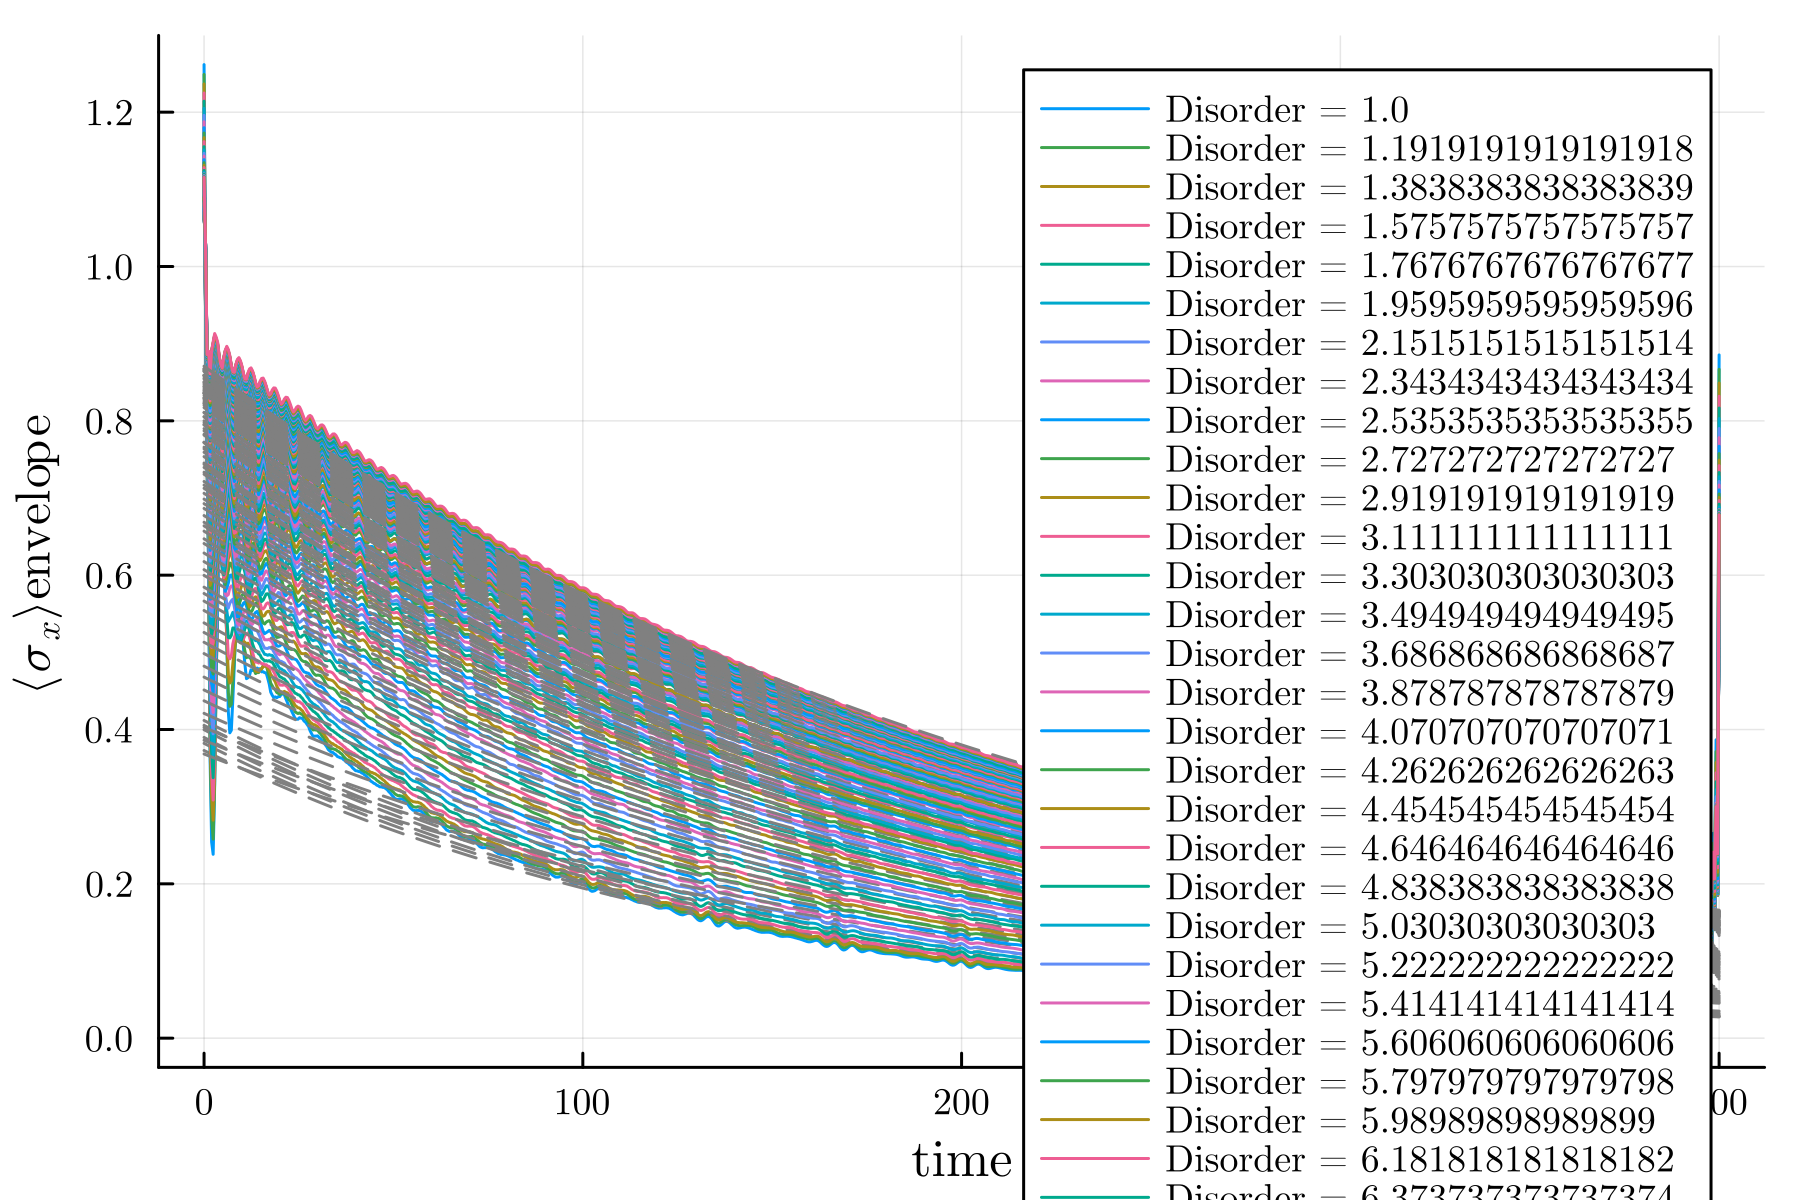 ⟨σx⟩envelope
1.2
1.0
0.8
0.6
0.4
0.2
0.0
0
100
200
00
time
Disorder = 1.0
Disorder = 1.1919191919191918
Disorder = 1.3838383838383839
Disorder = 1.5757575757575757
Disorder = 1.7676767676767677
Disorder = 1.9595959595959596
Disorder = 2.1515151515151514
Disorder = 2.3434343434343434
Disorder = 2.5353535353535355
Disorder = 2.727272727272727
Disorder = 2.919191919191919
Disorder = 3.111111111111111
Disorder = 3.303030303030303
Disorder = 3.494949494949495
Disorder = 3.686868686868687
Disorder = 3.878787878787879
Disorder = 4.070707070707071
Disorder = 4.262626262626263
Disorder = 4.454545454545454
Disorder = 4.646464646464646
Disorder = 4.838383838383838
Disorder = 5.03030303030303
Disorder = 5.222222222222222
Disorder = 5.414141414141414
Disorder = 5.606060606060606
Disorder = 5.797979797979798
Disorder = 5.98989898989899
Disorder = 6.181818181818182
Disorder = 6.373737373737374